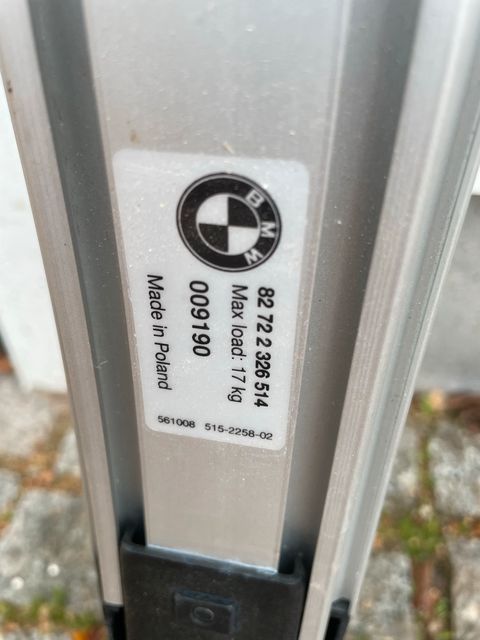 BMW
82 72 2 326 514
Max load: 17 kg
009190
Made in Poland
561008 515-2258-02